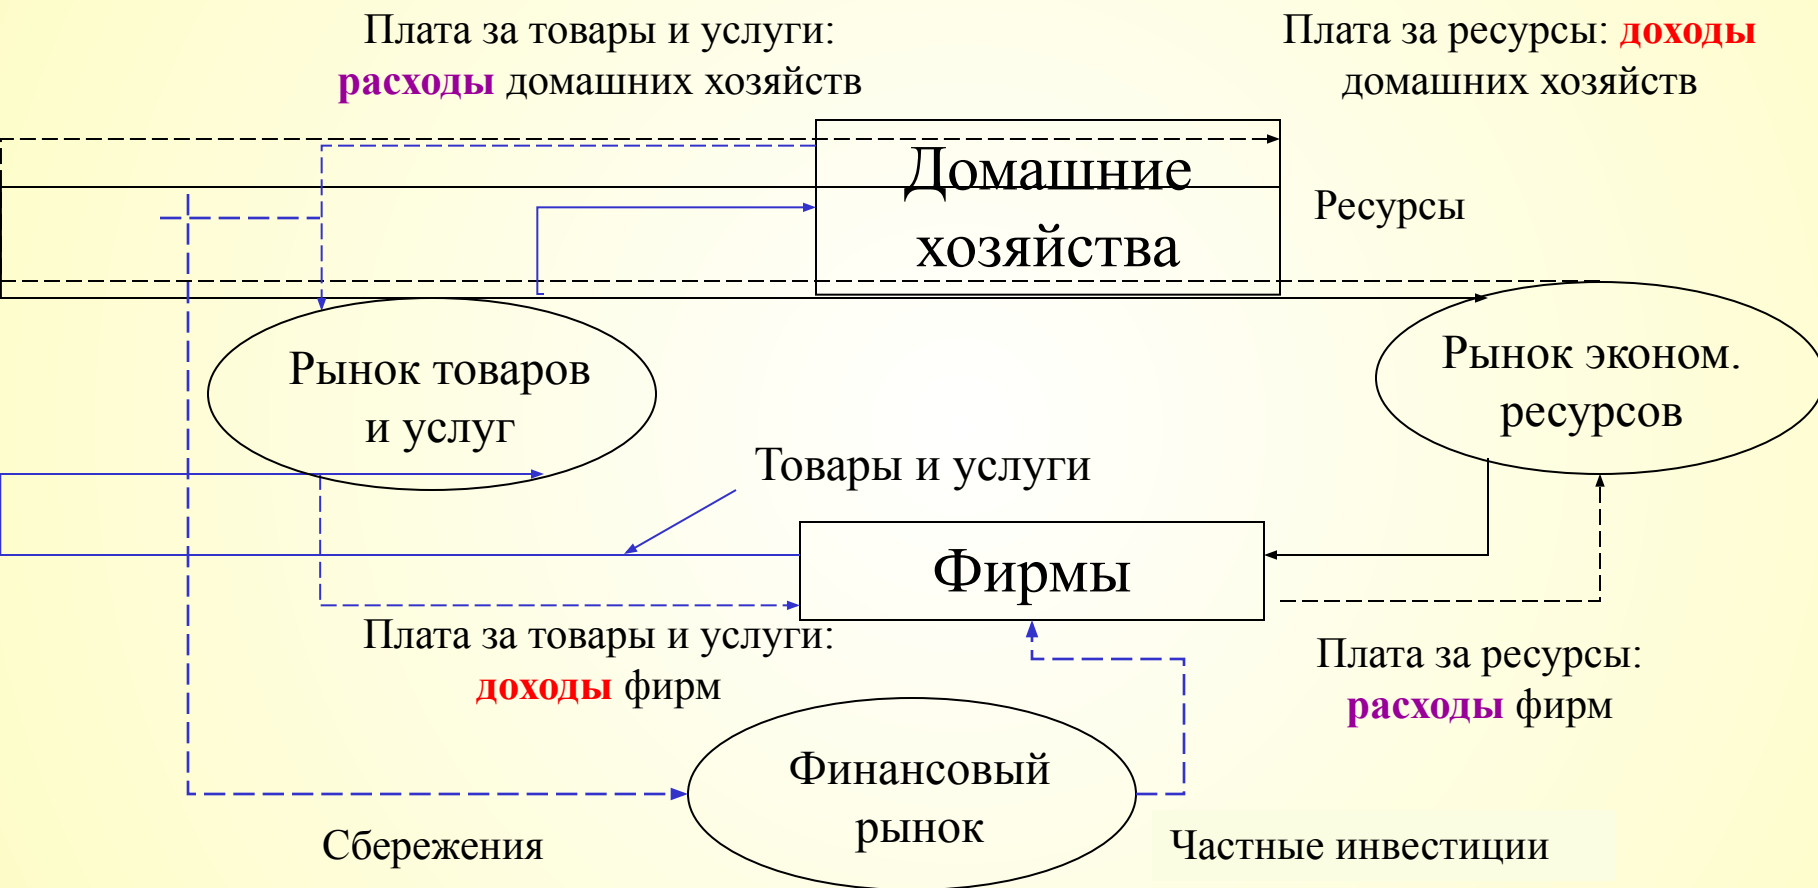 Плата за товары и услуги:
расходы домашних хозяйств
Плата за ресурсы: доходы
домашних хозяйств
Домашние
хозяйства
Ресурсы
Рынок товаров
и услуг
Рынок эконом.
ресурсов
Товары и услуги
Фирмы
Плата за товары и услуги:
доходы фирм
Плата за ресурсы:
расходы фирм
Финансовый
рынок
Сбережения
Частные инвестиции